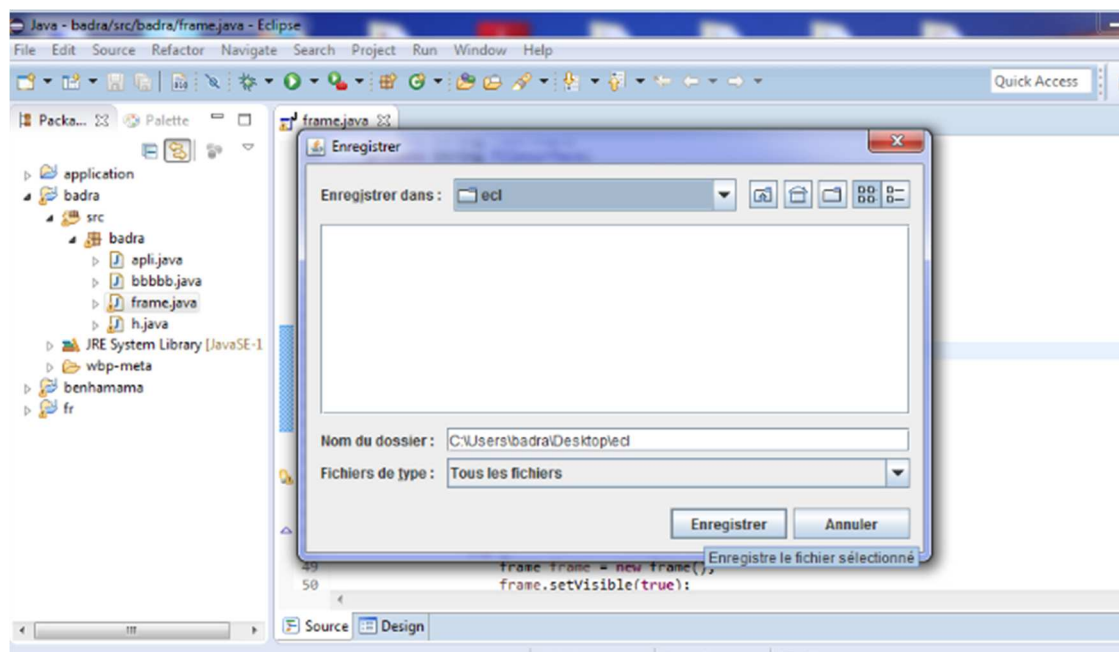 Java - badra/src/badra/frame.java - Eclipse
File Edit Source Refactor Navigate Search Project Run Window Help
Quick Access
Packa... Palette
frame.java
application
badra
src
badra
apli.java
bbbbb.java
frame.java
h.java
JRE System Library [JavaSE-1
wbp-meta
benhamama
fr
Enregistrer
Enregistrer dans : ecl
Nom du dossier : C:\Users\badra\Desktop\ecl
Fichiers de type : Tous les fichiers
Enregistrer Annuler
Enregistre le fichier sélectionné
49 frame frame = new frame();
50 frame.setVisible(true);
Source Design